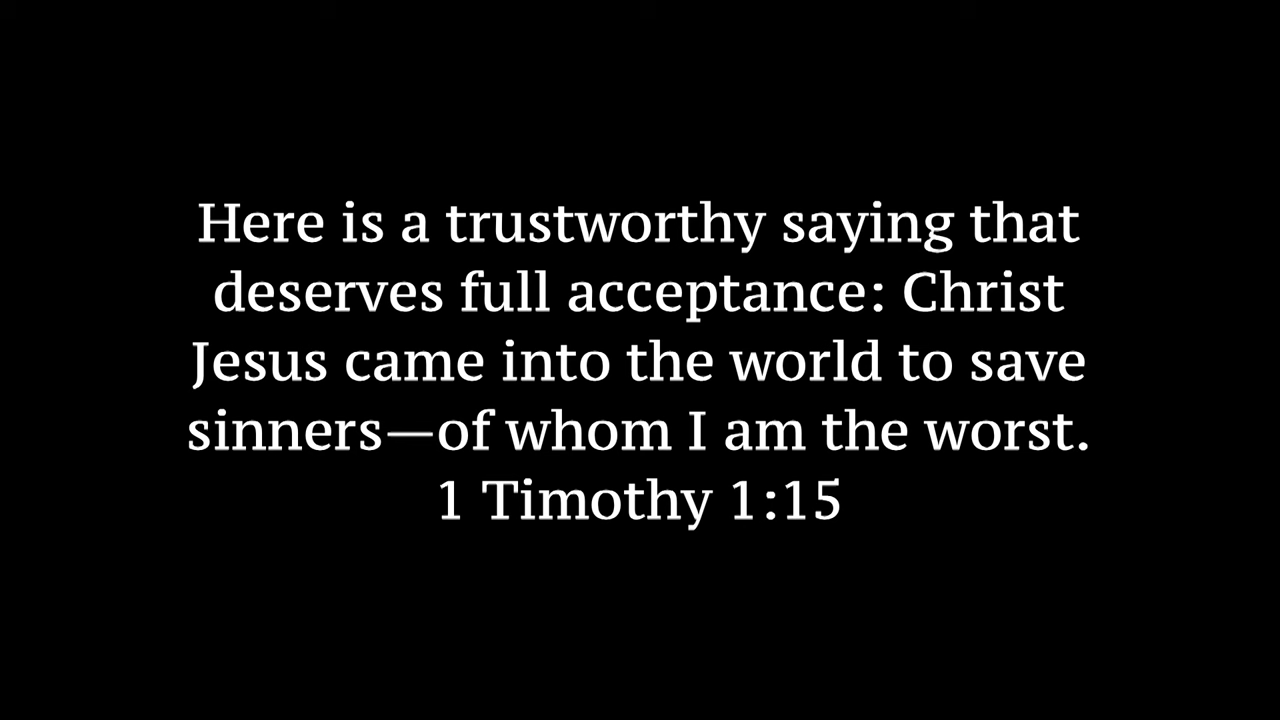 Here is a trustworthy saying that
deserves full acceptance: Christ
Jesus came into the world to save
sinners—of whom I am the worst.
1 Timothy 1:15